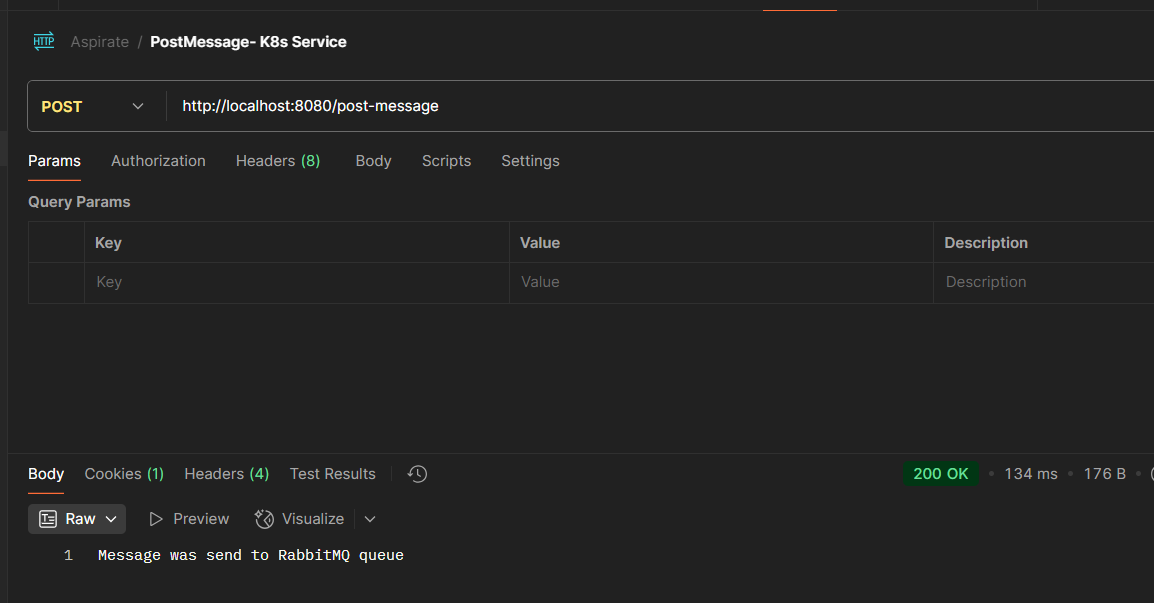 HTTP Aspirate / PostMessage- K8s Service
POST http://localhost:8080/post-message
Params Authorization Headers (8) Body Scripts Settings
Query Params
Key Value Description
Key Value Description
Body Cookies (1) Headers (4) Test Results 200 OK • 134 ms • 176 B •
Raw Preview Visualize
1 Message was send to RabbitMQ queue